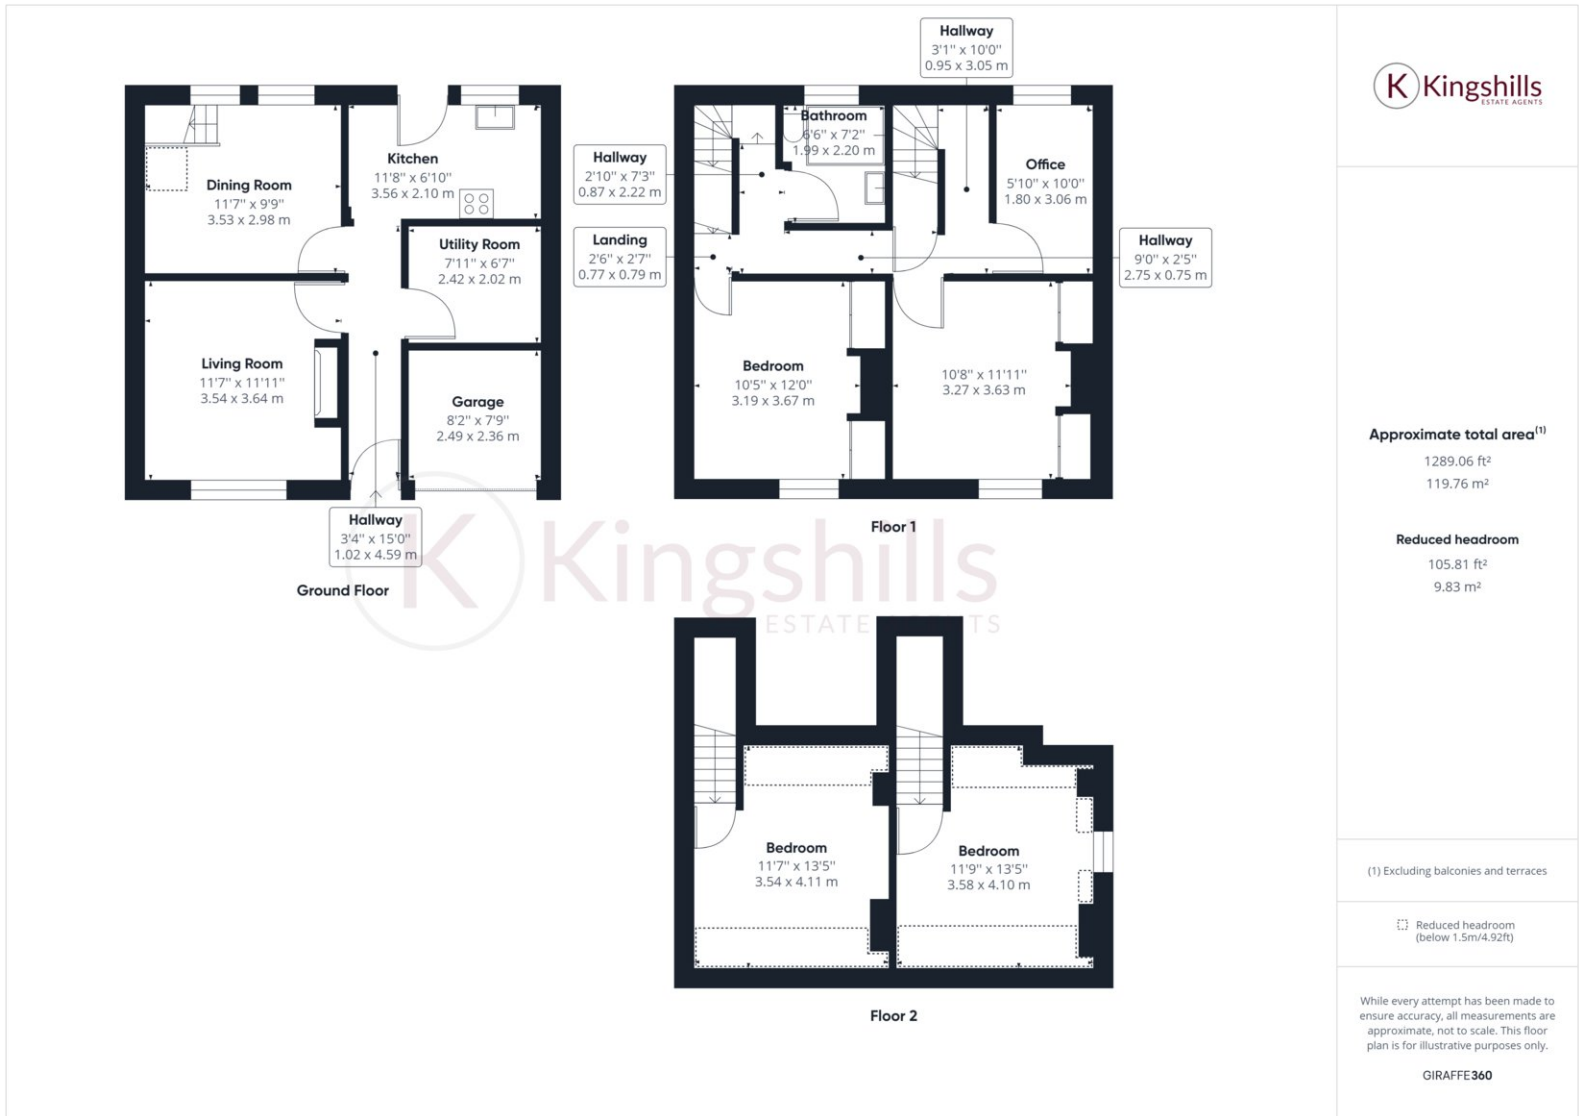 Hallway
3'1" x 10'0"
0.95 x 3.05 m
K Kingshills
ESTATE AGENTS
Dining Room
11'7" x 9'9"
3.53 x 2.98 m
Kitchen
11'8" x 6'10"
3.56 x 2.10 m
Utility Room
7'11" x 6'7"
2.42 x 2.02 m
Living Room
11'7" x 11'11"
3.54 x 3.64 m
Garage
8'2" x 7'9"
2.49 x 2.36 m
Hallway
3'4" x 15'0"
1.02 x 4.59 m
Ground Floor
Hallway
2'10" x 7'3"
0.87 x 2.22 m
Landing
2'6" x 2'7"
0.77 x 0.79 m
Bathroom
6'6" x 7'2"
1.99 x 2.20 m
Office
5'10" x 10'0"
1.80 x 3.06 m
Hallway
9'0" x 2'5"
2.75 x 0.75 m
Bedroom
10'5" x 12'0"
3.19 x 3.67 m
10'8" x 11'11"
3.27 x 3.63 m
Floor 1
K Kingshills
ESTATE AGENTS
Bedroom
11'7" x 13'5"
3.54 x 4.11 m
Bedroom
11'9" x 13'5"
3.58 x 4.10 m
Floor 2
Approximate total area(1)
1289.06 ft²
119.76 m²
Reduced headroom
105.81 ft²
9.83 m²
(1) Excluding balconies and terraces
Reduced headroom
(below 1.5m/4.92ft)
While every attempt has been made to
ensure accuracy, all measurements are
approximate, not to scale. This floor
plan is for illustrative purposes only.
GIRAFFE360